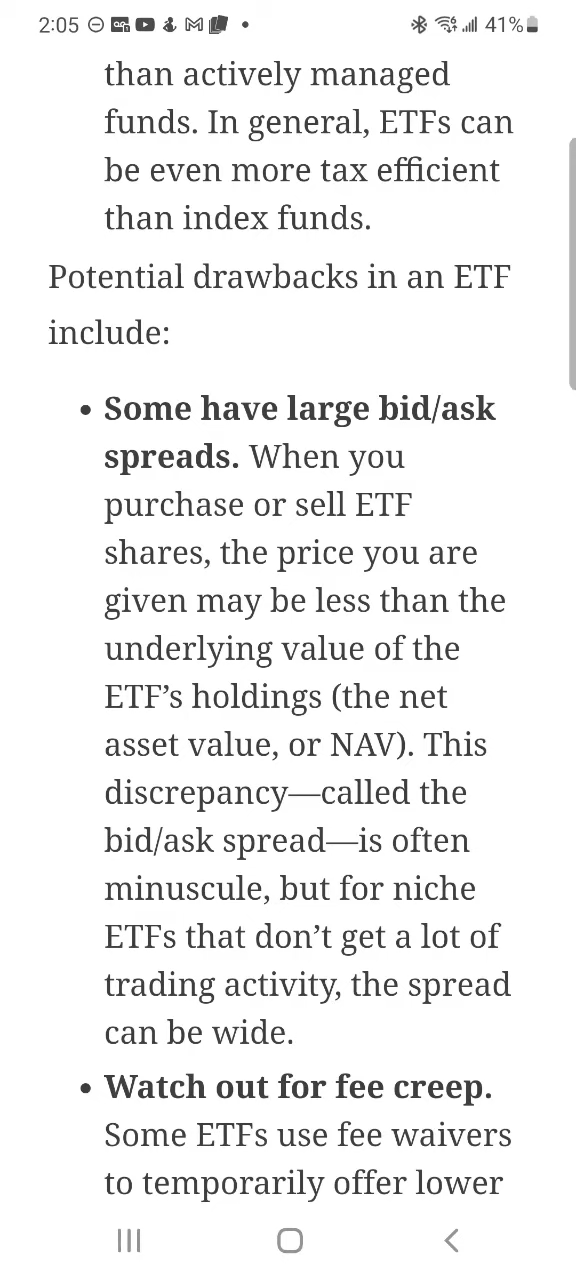 2:05 41%
than actively managed
funds. In general, ETFs can
be even more tax efficient
than index funds.
Potential drawbacks in an ETF
include:
• Some have large bid/ask
spreads. When you
purchase or sell ETF
shares, the price you are
given may be less than the
underlying value of the
ETF’s holdings (the net
asset value, or NAV). This
discrepancy—called the
bid/ask spread—is often
minuscule, but for niche
ETFs that don’t get a lot of
trading activity, the spread
can be wide.
• Watch out for fee creep.
Some ETFs use fee waivers
to temporarily offer lower